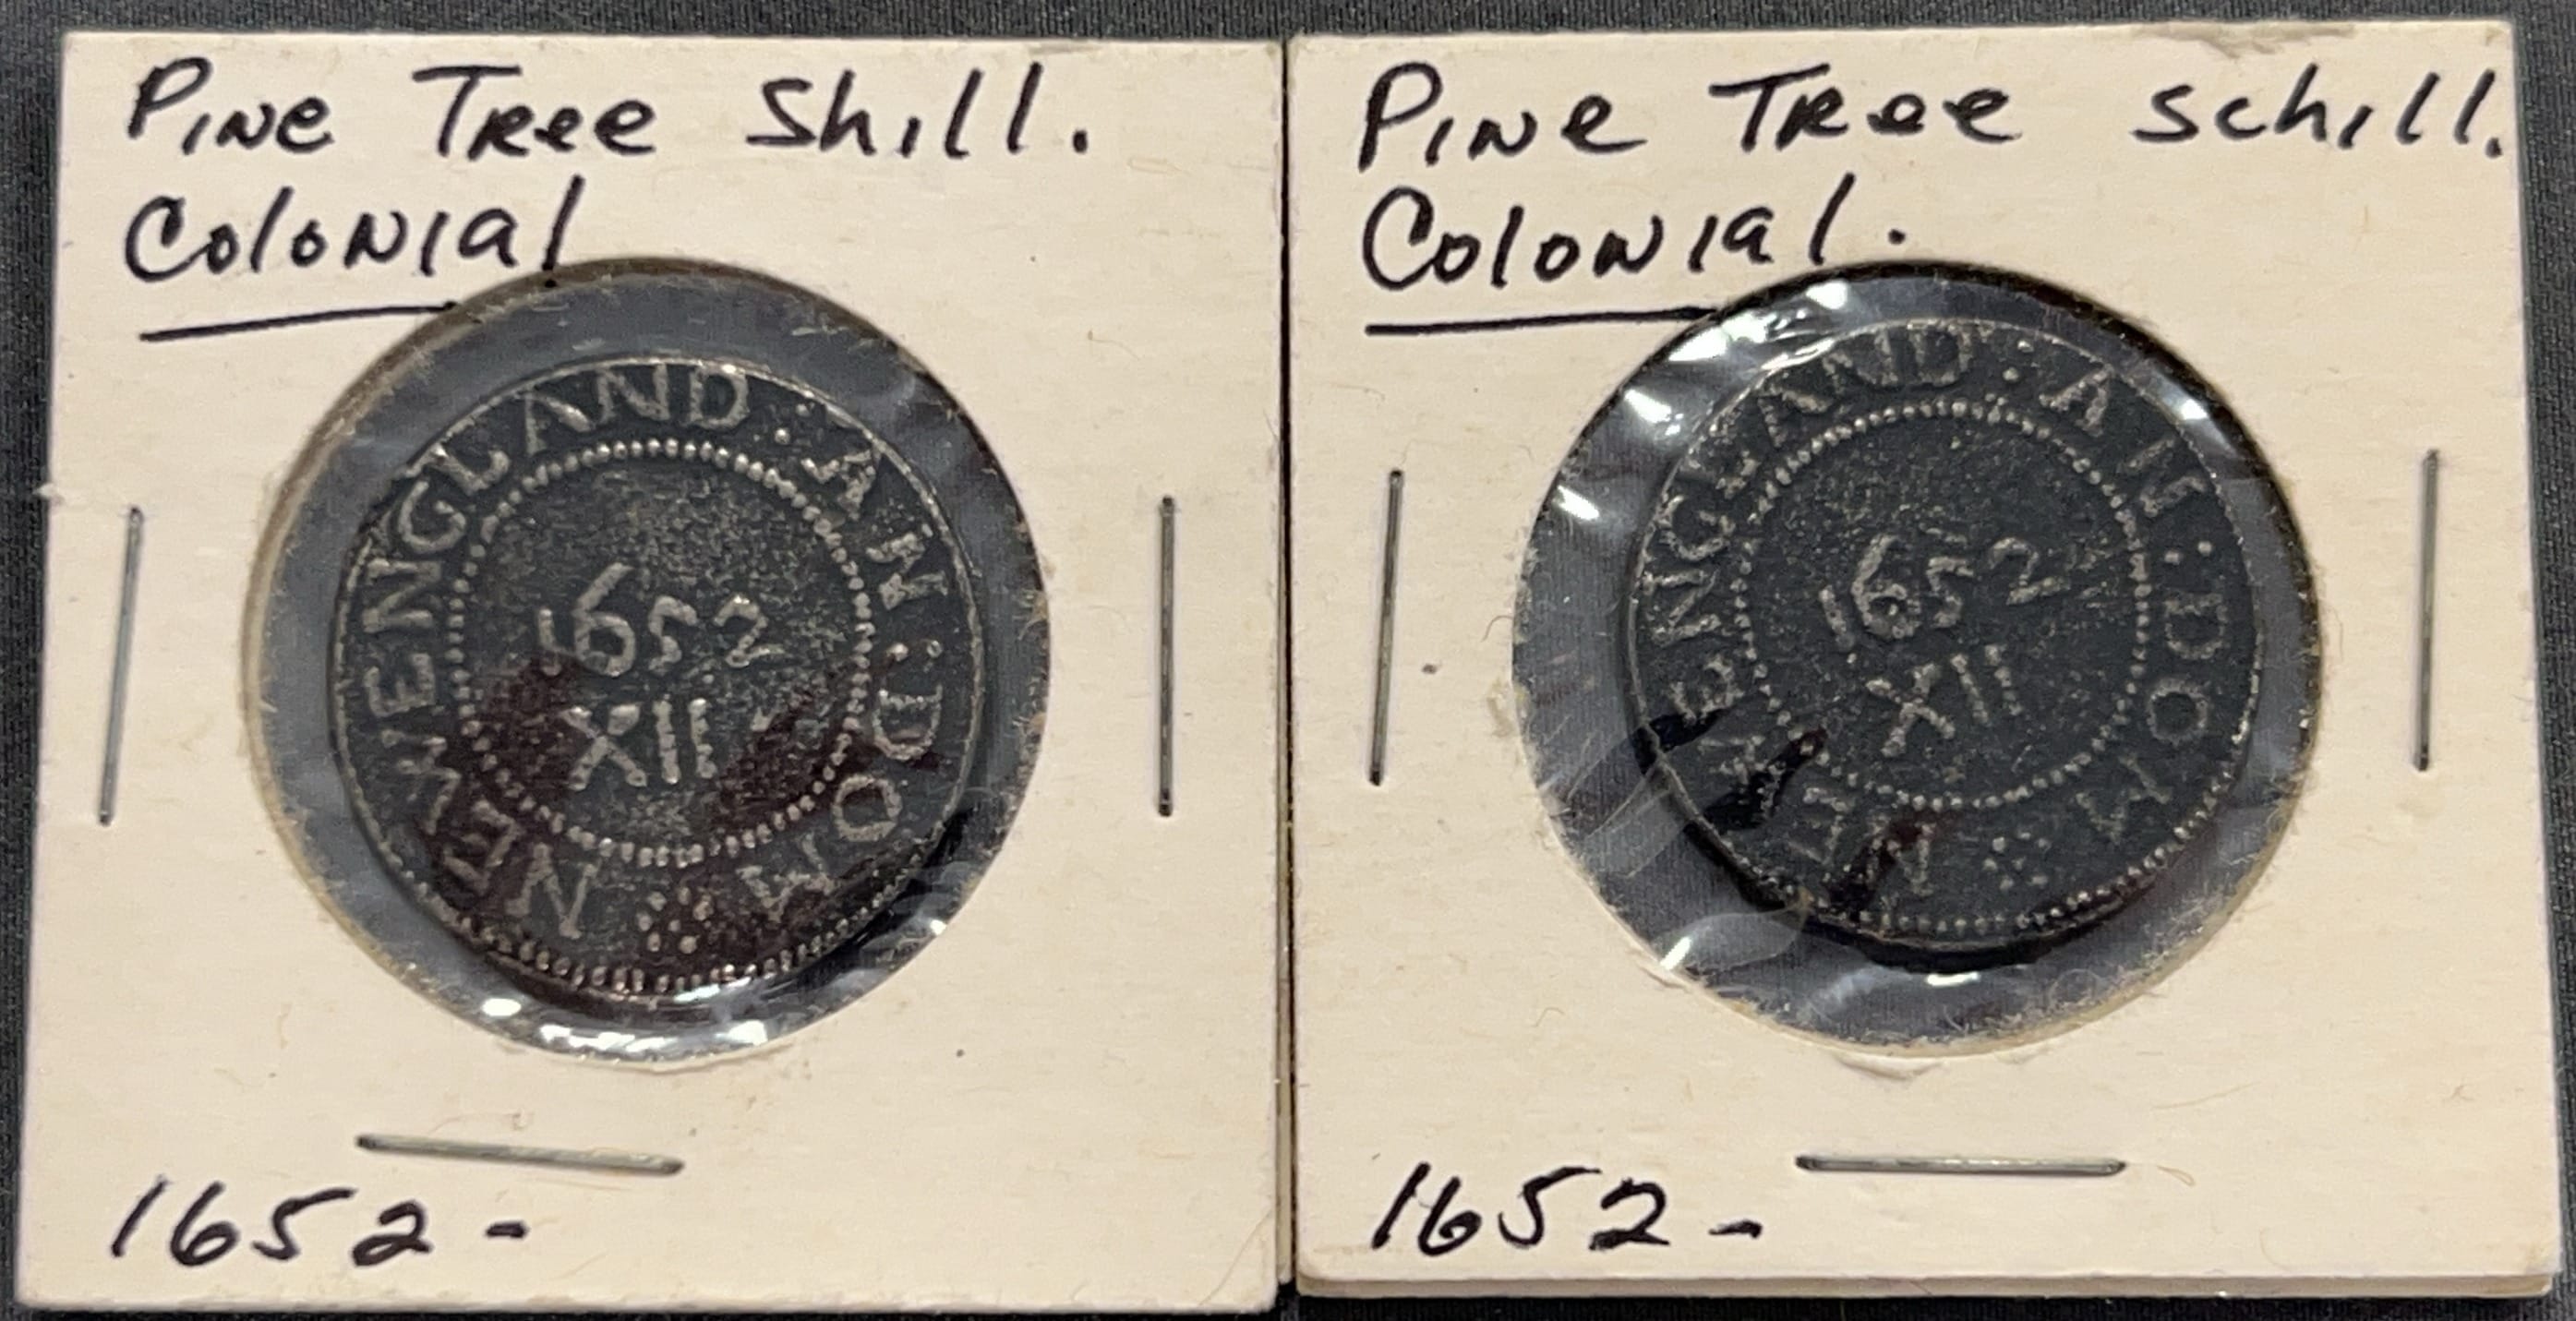 Pine Tree Shill.
Colonial
NEWENGLAND : AN : DOM
1652
XII
1652-
Pine Tree Schill.
Colonial.
NEWENGLAND : AN : DOM
1652
XII
1652-